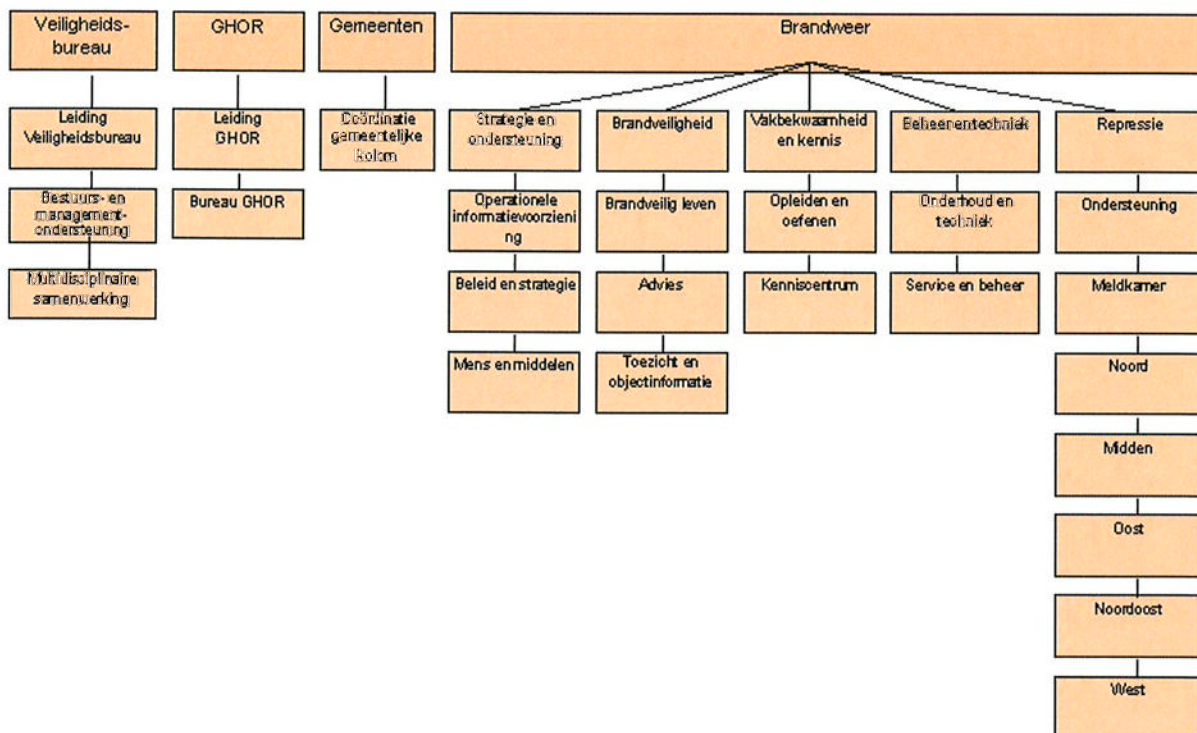 Veiligheids-
bureau
GHOR
Gemeenten
Brandweer
Leiding
Veiligheidsbureau
Leiding
GHOR
Coördinatie
gemeentelijke
kolom
Strategie en
ondersteuning
Brandveiligheid
Vakbekwaamheid
en kennis
Beheer en techniek
Repressie
Bestuurs- en
management-
ondersteuning
Bureau GHOR
Operationele
informatievoorzieni
ng
Brandveilig leven
Opleiden en
oefenen
Onderhoud en
techniek
Ondersteuning
Multidisciplinaire
samenwerking
Beleid en strategie
Advies
Kenniscentrum
Service en beheer
Meldkamer
Mens en middelen
Toezicht en
objectinformatie
Noord
Midden
Oost
Noordoost
West